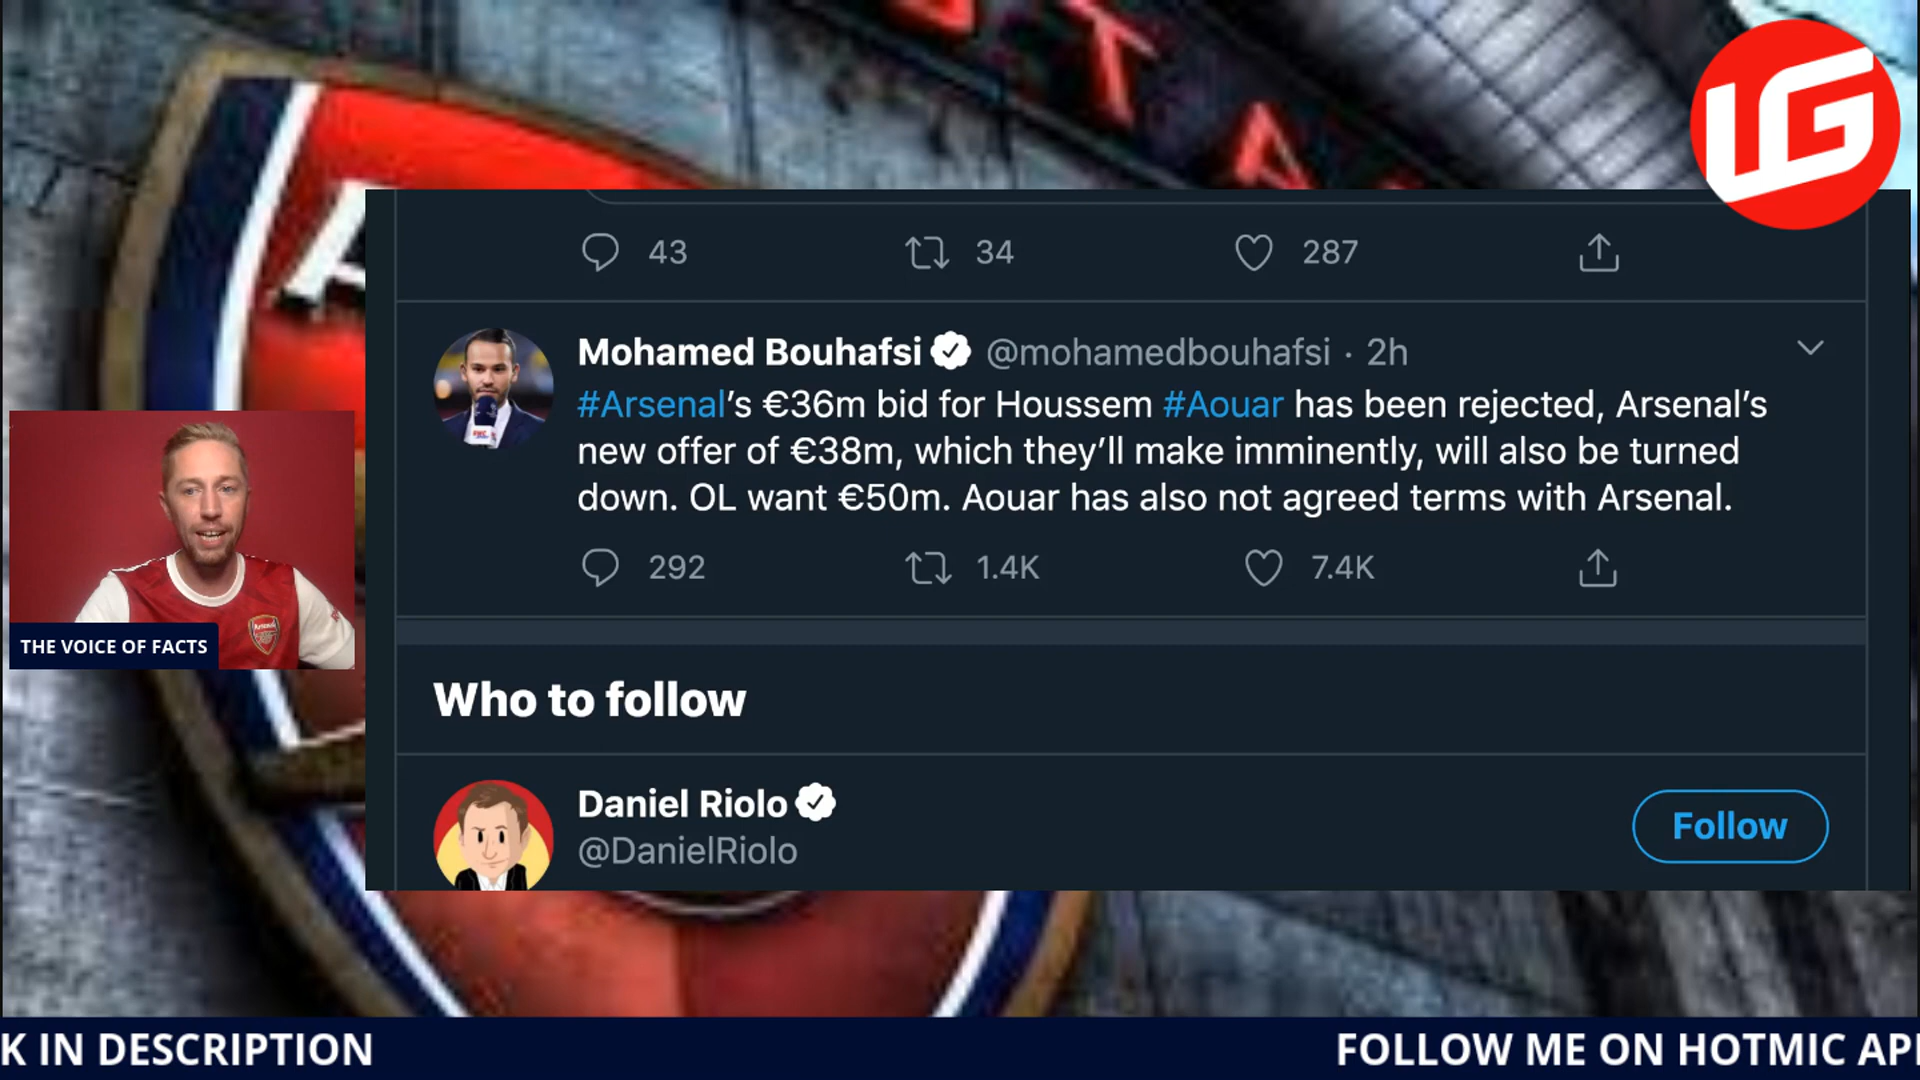 S T A
LG
A
43 34 287
Mohamed Bouhafsi @mohamedbouhafsi · 2h
#Arsenal’s €36m bid for Houssem #Aouar has been rejected, Arsenal’s
new offer of €38m, which they’ll make imminently, will also be turned
down. OL want €50m. Aouar has also not agreed terms with Arsenal.
292 1.4K 7.4K
Arsenal
THE VOICE OF FACTS
Who to follow
Daniel Riolo
@DanielRiolo
Follow
K IN DESCRIPTION FOLLOW ME ON HOTMIC AP